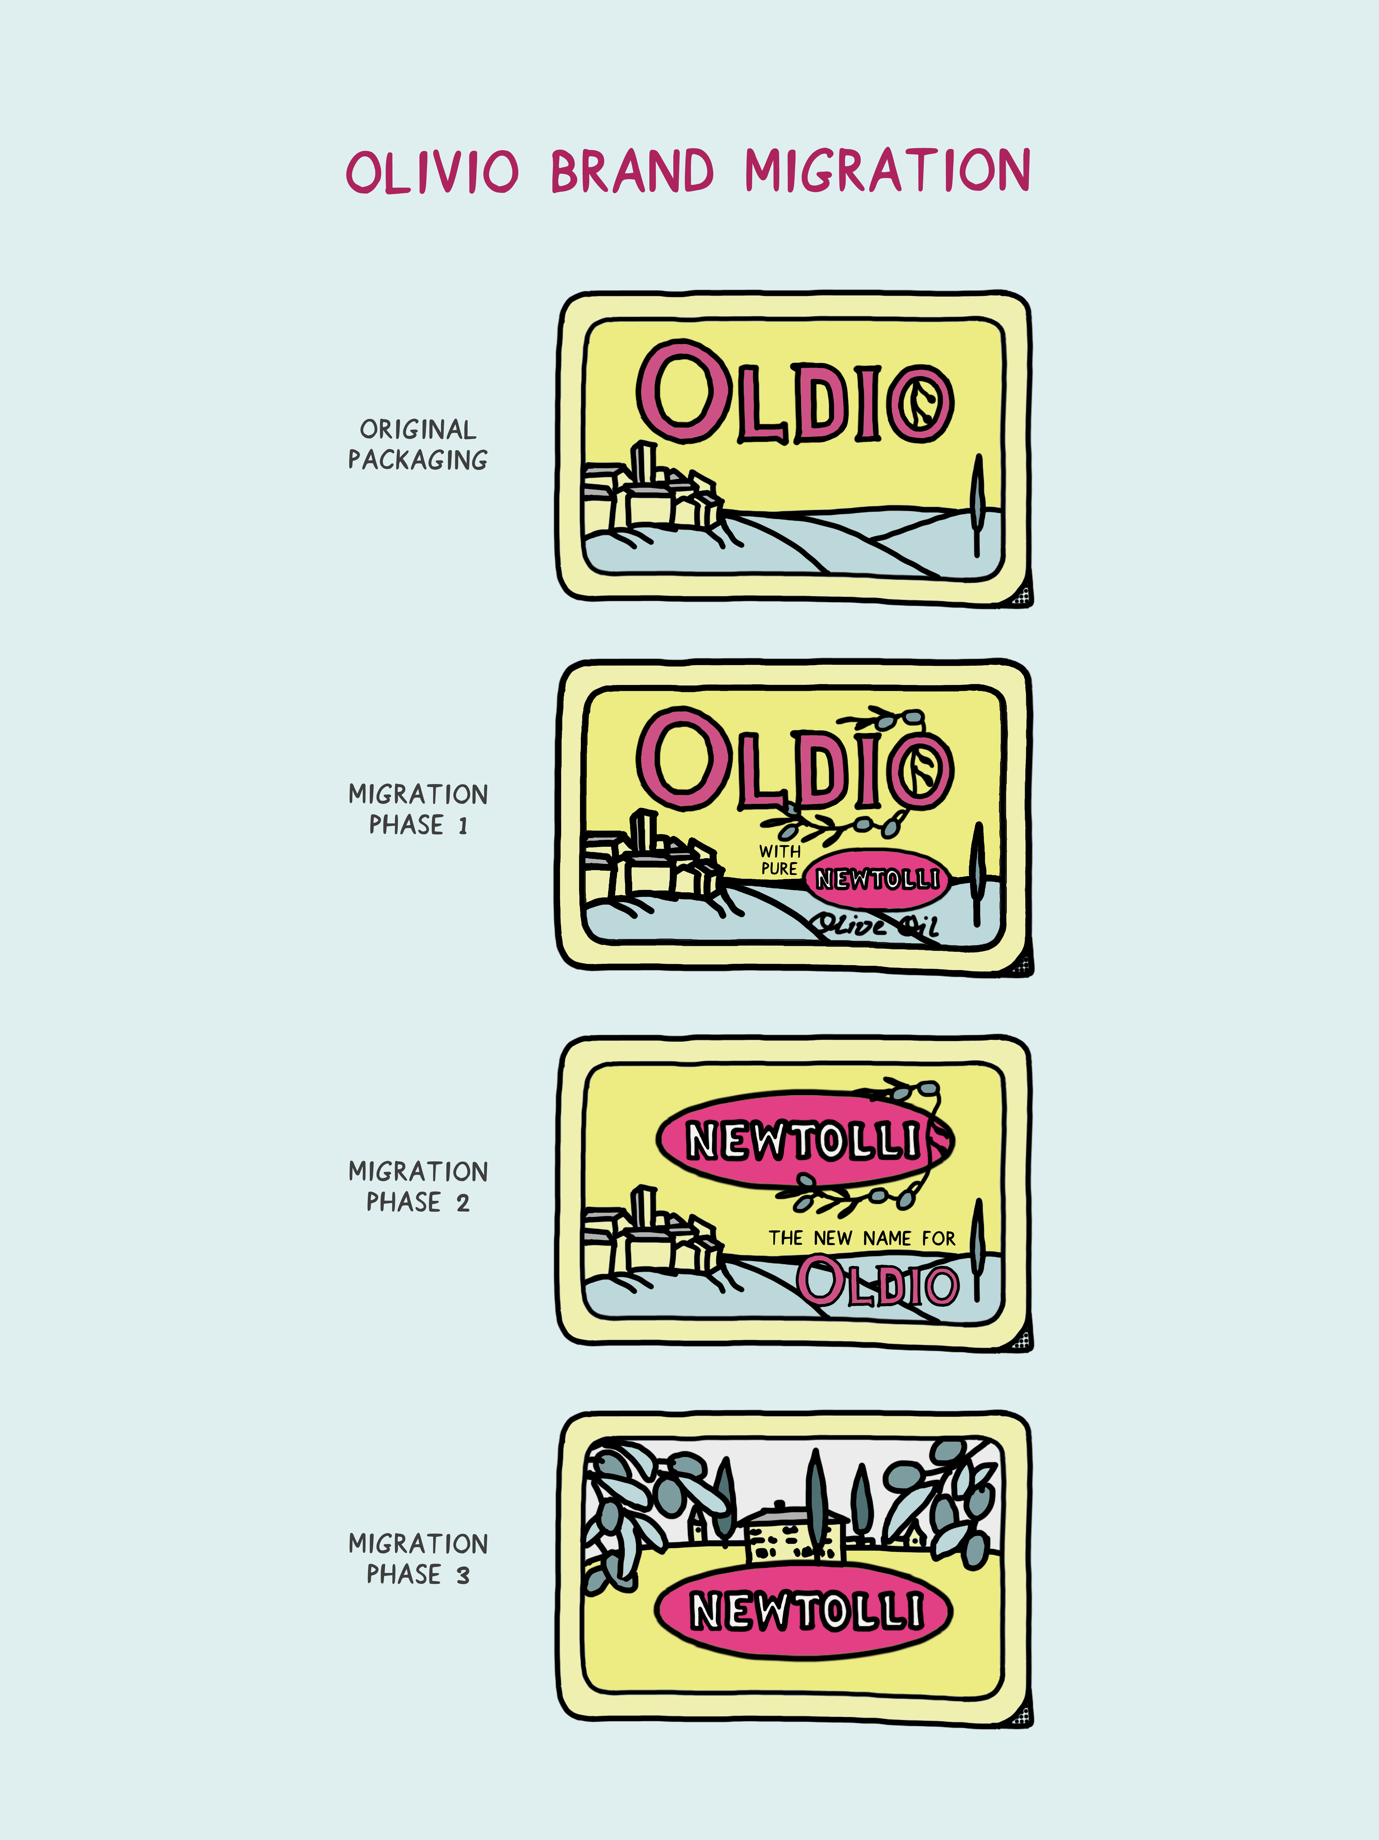 OLIVIO BRAND MIGRATION
ORIGINAL
PACKAGING
OLDIO
MIGRATION
PHASE 1
OLDIO
WITH
PURE
NEWTOLLI
Olive Oil
MIGRATION
PHASE 2
NEWTOLLI
THE NEW NAME FOR
OLDIO
MIGRATION
PHASE 3
NEWTOLLI